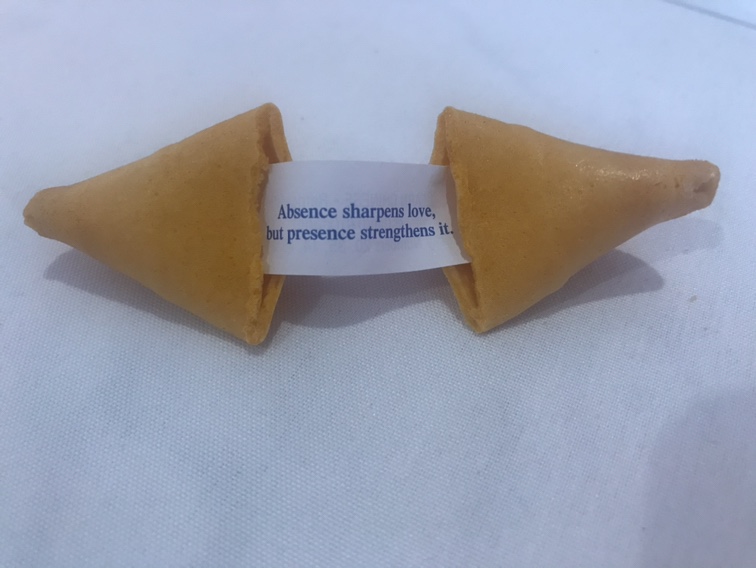 Absence sharpens love,
but presence strengthens it.